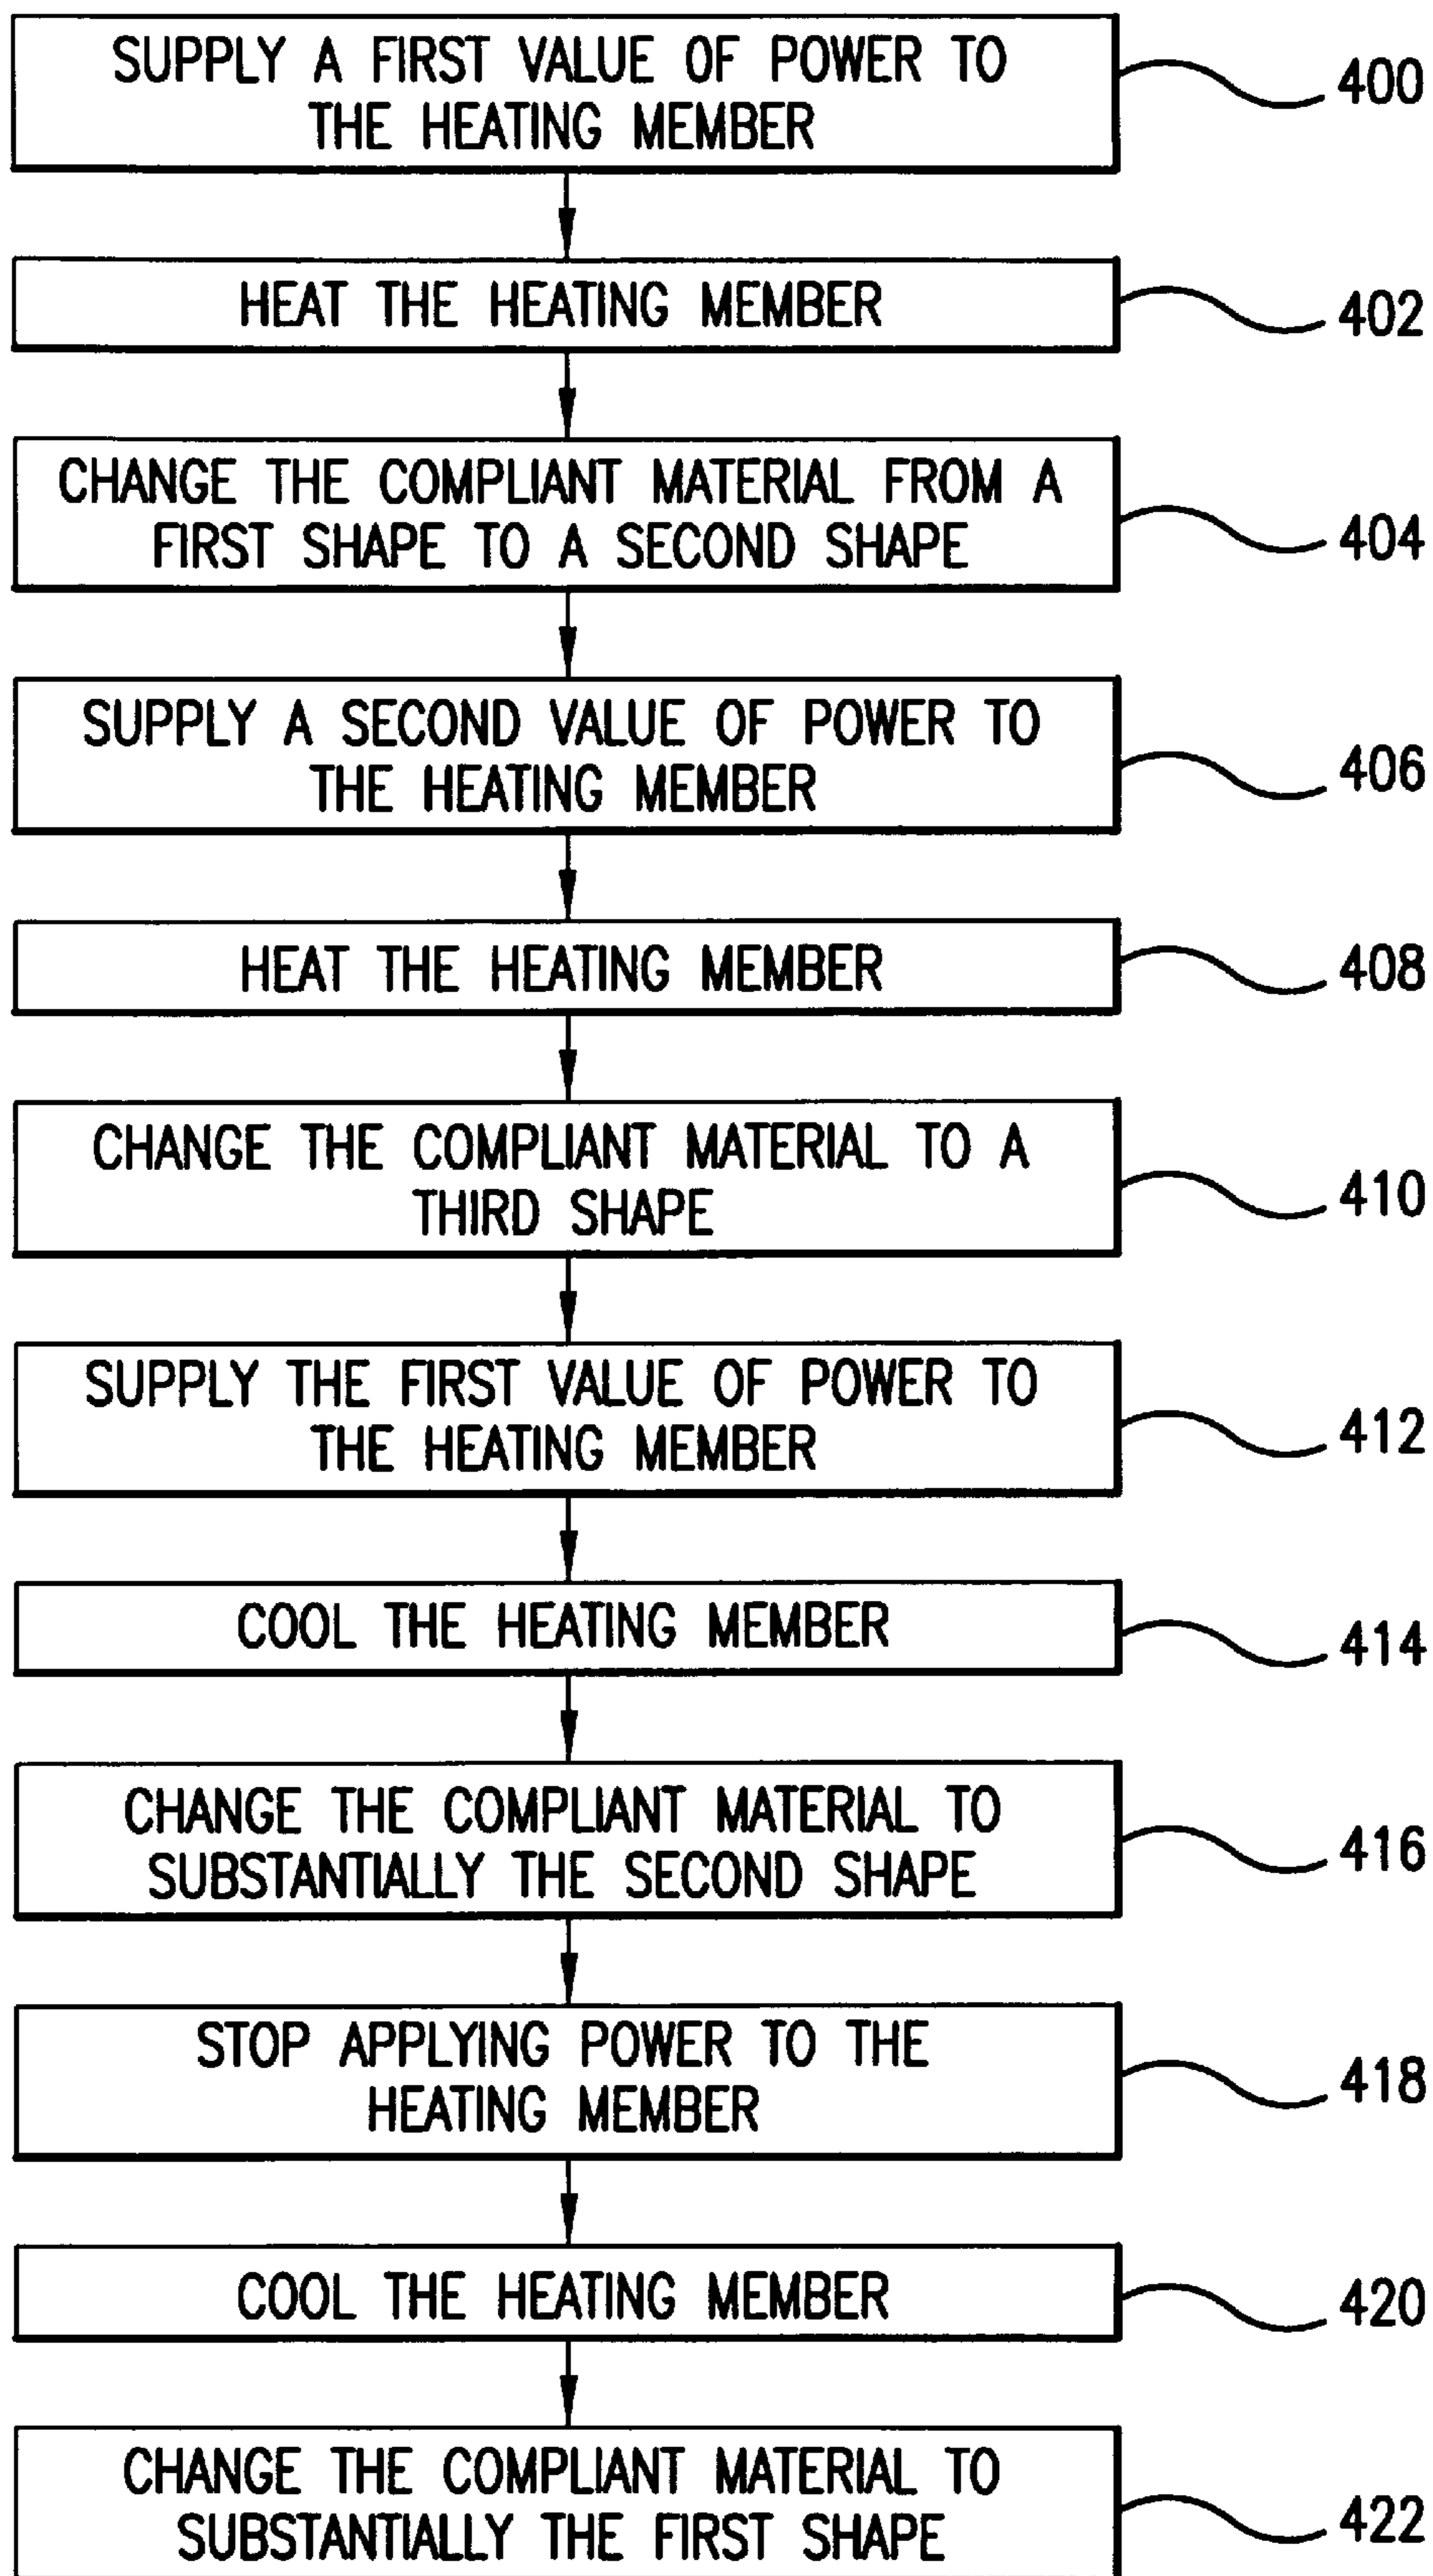 SUPPLY A FIRST VALUE OF POWER TO
THE HEATING MEMBER
400
HEAT THE HEATING MEMBER
402
CHANGE THE COMPLIANT MATERIAL FROM A
FIRST SHAPE TO A SECOND SHAPE
404
SUPPLY A SECOND VALUE OF POWER TO
THE HEATING MEMBER
406
HEAT THE HEATING MEMBER
408
CHANGE THE COMPLIANT MATERIAL TO A
THIRD SHAPE
410
SUPPLY THE FIRST VALUE OF POWER TO
THE HEATING MEMBER
412
COOL THE HEATING MEMBER
414
CHANGE THE COMPLIANT MATERIAL TO
SUBSTANTIALLY THE SECOND SHAPE
416
STOP APPLYING POWER TO THE
HEATING MEMBER
418
COOL THE HEATING MEMBER
420
CHANGE THE COMPLIANT MATERIAL TO
SUBSTANTIALLY THE FIRST SHAPE
422